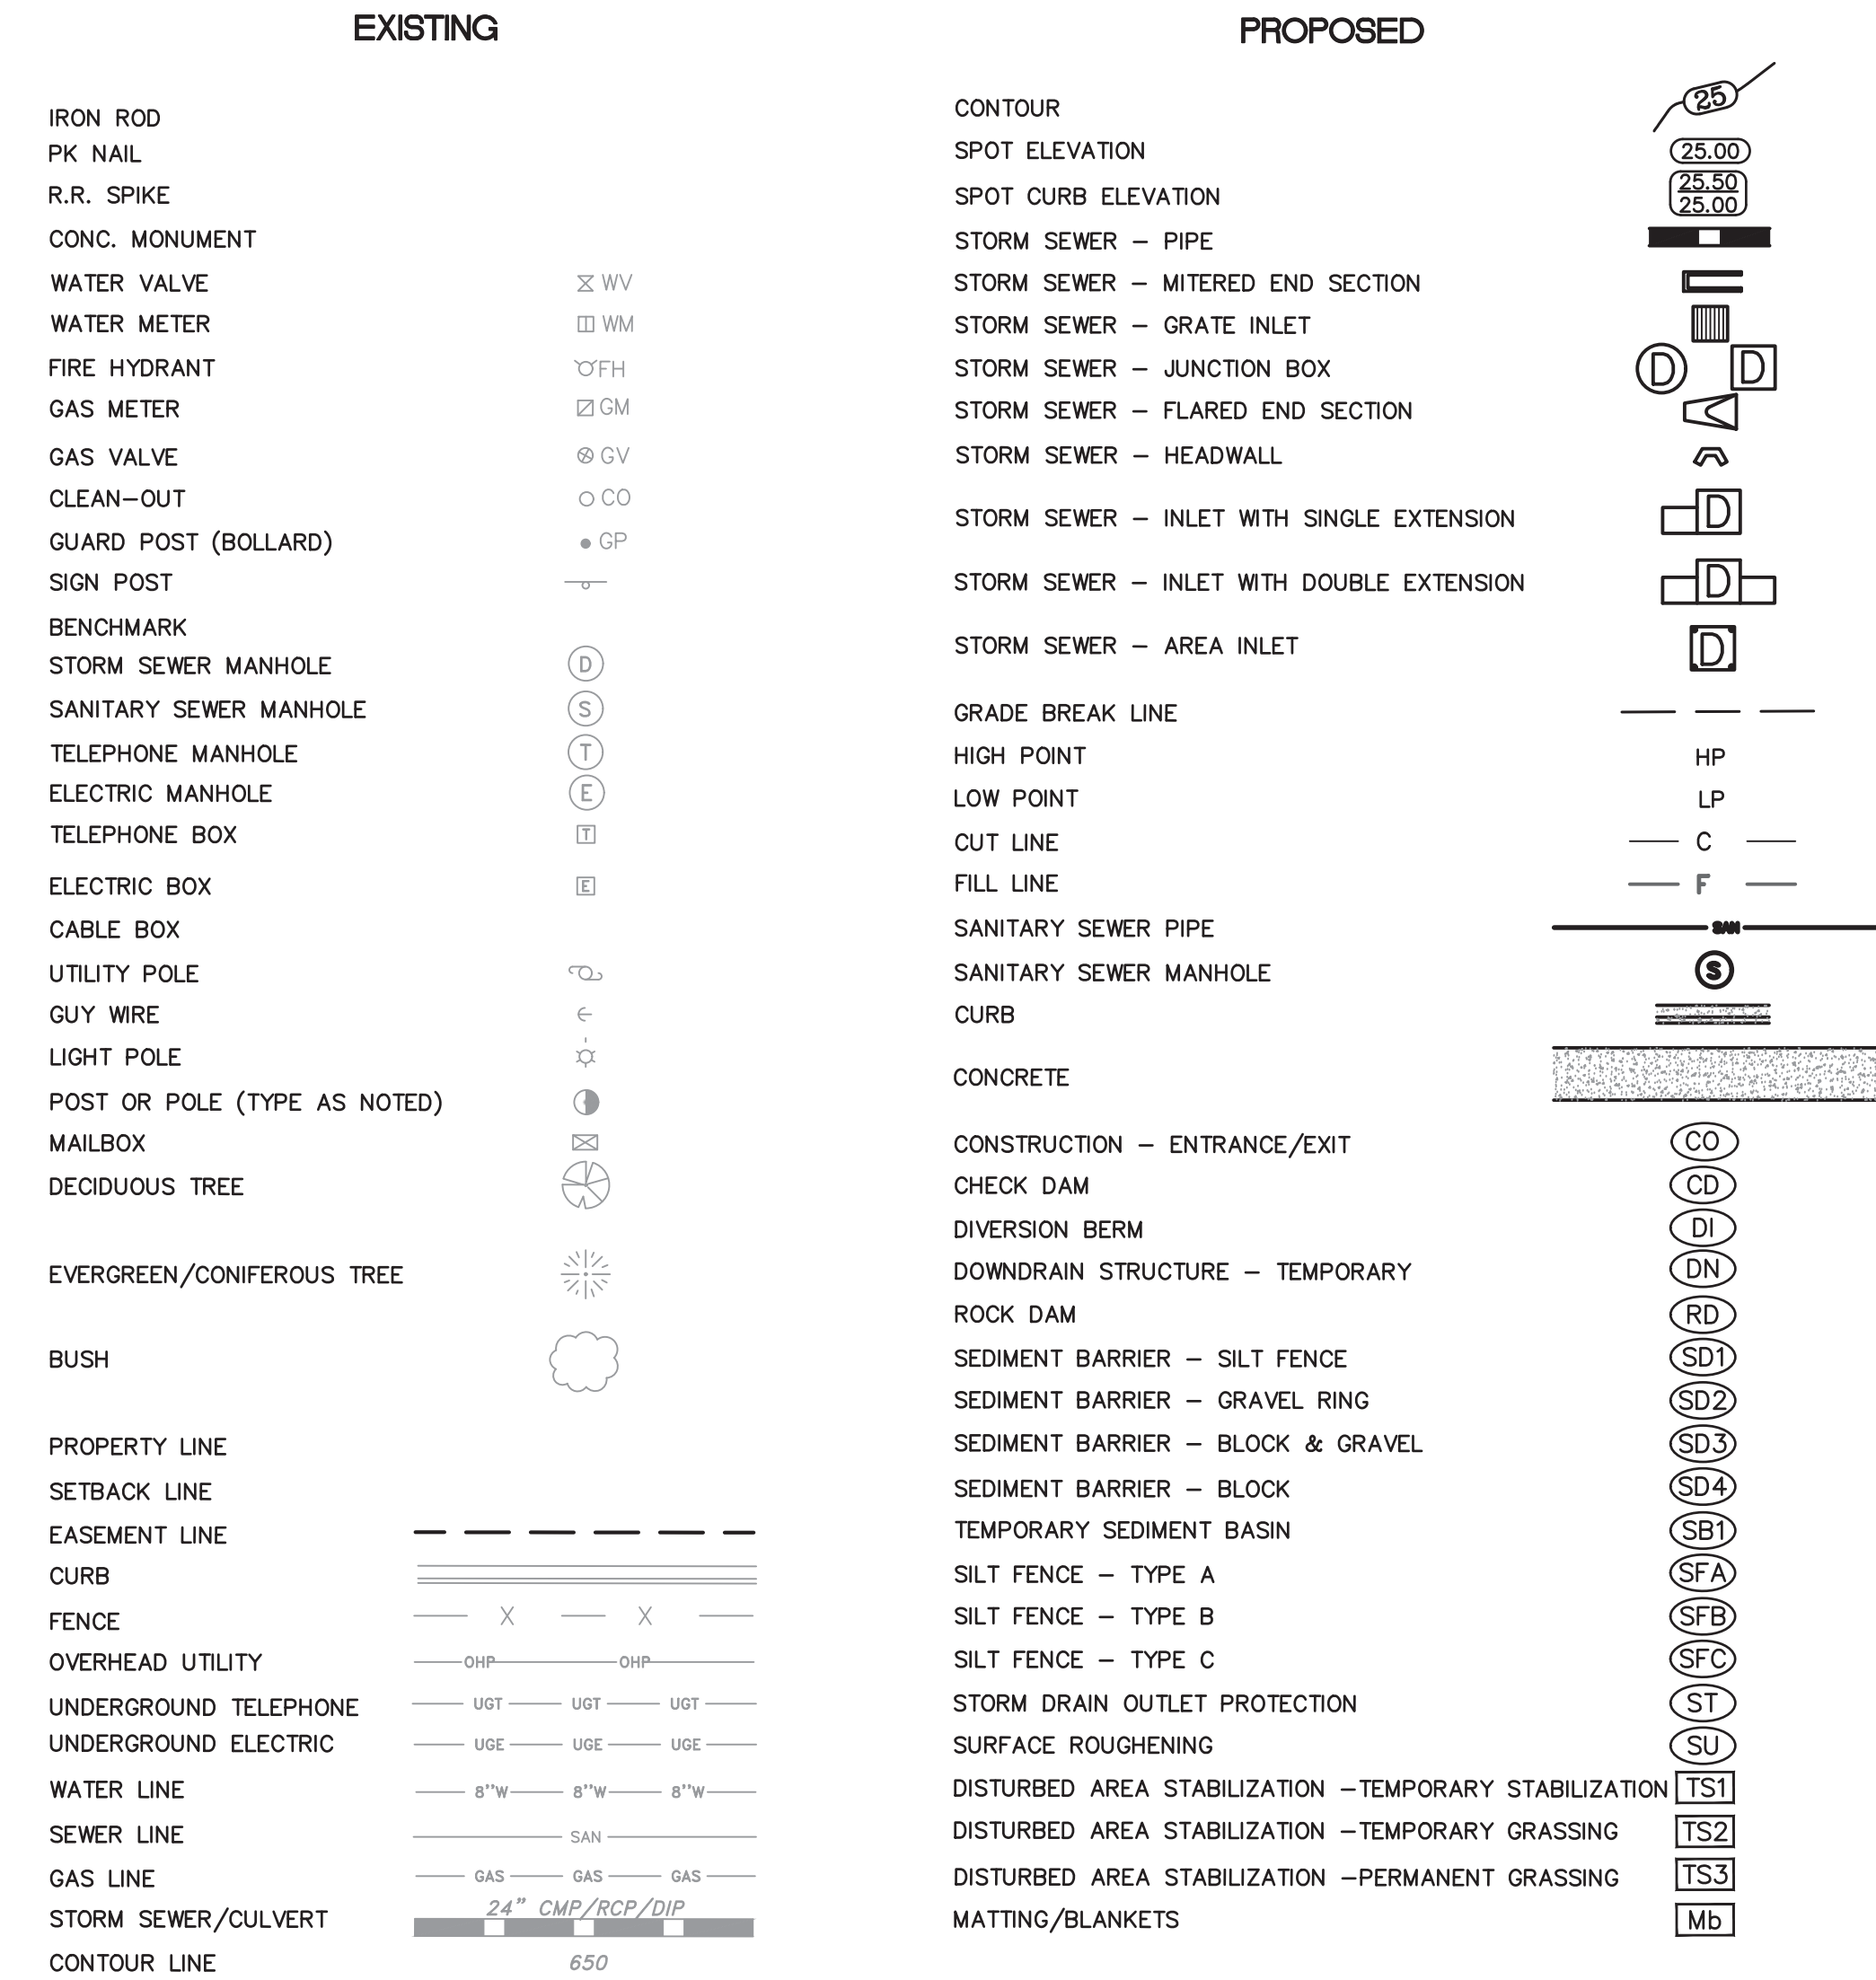 EXISTING
IRON ROD
PK NAIL
R.R. SPIKE
CONC. MONUMENT
WATER VALVE WV
WATER METER WM
FIRE HYDRANT FH
GAS METER GM
GAS VALVE GV
CLEAN-OUT CO
GUARD POST (BOLLARD) GP
SIGN POST
BENCHMARK
STORM SEWER MANHOLE D
SANITARY SEWER MANHOLE S
TELEPHONE MANHOLE T
ELECTRIC MANHOLE E
TELEPHONE BOX T
ELECTRIC BOX E
CABLE BOX
UTILITY POLE
GUY WIRE
LIGHT POLE
POST OR POLE (TYPE AS NOTED)
MAILBOX
DECIDUOUS TREE
EVERGREEN/CONIFEROUS TREE
BUSH
PROPERTY LINE
SETBACK LINE
EASEMENT LINE
CURB
FENCE X X
OVERHEAD UTILITY OHP OHP
UNDERGROUND TELEPHONE UGT UGT UGT
UNDERGROUND ELECTRIC UGE UGE UGE
WATER LINE 8''W 8''W 8''W
SEWER LINE SAN
GAS LINE GAS GAS GAS
24" CMP/RCP/DIP
STORM SEWER/CULVERT
CONTOUR LINE 650
PROPOSED
CONTOUR 25
SPOT ELEVATION 25.00
25.50
SPOT CURB ELEVATION
25.00
STORM SEWER – PIPE
STORM SEWER – MITERED END SECTION
STORM SEWER – GRATE INLET
STORM SEWER – JUNCTION BOX D D
STORM SEWER – FLARED END SECTION
STORM SEWER – HEADWALL
STORM SEWER – INLET WITH SINGLE EXTENSION D
STORM SEWER – INLET WITH DOUBLE EXTENSION D
STORM SEWER – AREA INLET D
GRADE BREAK LINE
HIGH POINT HP
LOW POINT LP
CUT LINE C
FILL LINE F
SANITARY SEWER PIPE SAN
SANITARY SEWER MANHOLE S
CURB
CONCRETE
CONSTRUCTION – ENTRANCE/EXIT CO
CHECK DAM CD
DIVERSION BERM DI
DOWNDRAIN STRUCTURE – TEMPORARY DN
ROCK DAM RD
SEDIMENT BARRIER – SILT FENCE SD1
SEDIMENT BARRIER – GRAVEL RING SD2
SEDIMENT BARRIER – BLOCK & GRAVEL SD3
SEDIMENT BARRIER – BLOCK SD4
TEMPORARY SEDIMENT BASIN SB1
SILT FENCE – TYPE A SFA
SILT FENCE – TYPE B SFB
SILT FENCE – TYPE C SFC
STORM DRAIN OUTLET PROTECTION ST
SURFACE ROUGHENING SU
DISTURBED AREA STABILIZATION –TEMPORARY STABILIZATION TS1
DISTURBED AREA STABILIZATION –TEMPORARY GRASSING TS2
DISTURBED AREA STABILIZATION –PERMANENT GRASSING TS3
MATTING/BLANKETS Mb